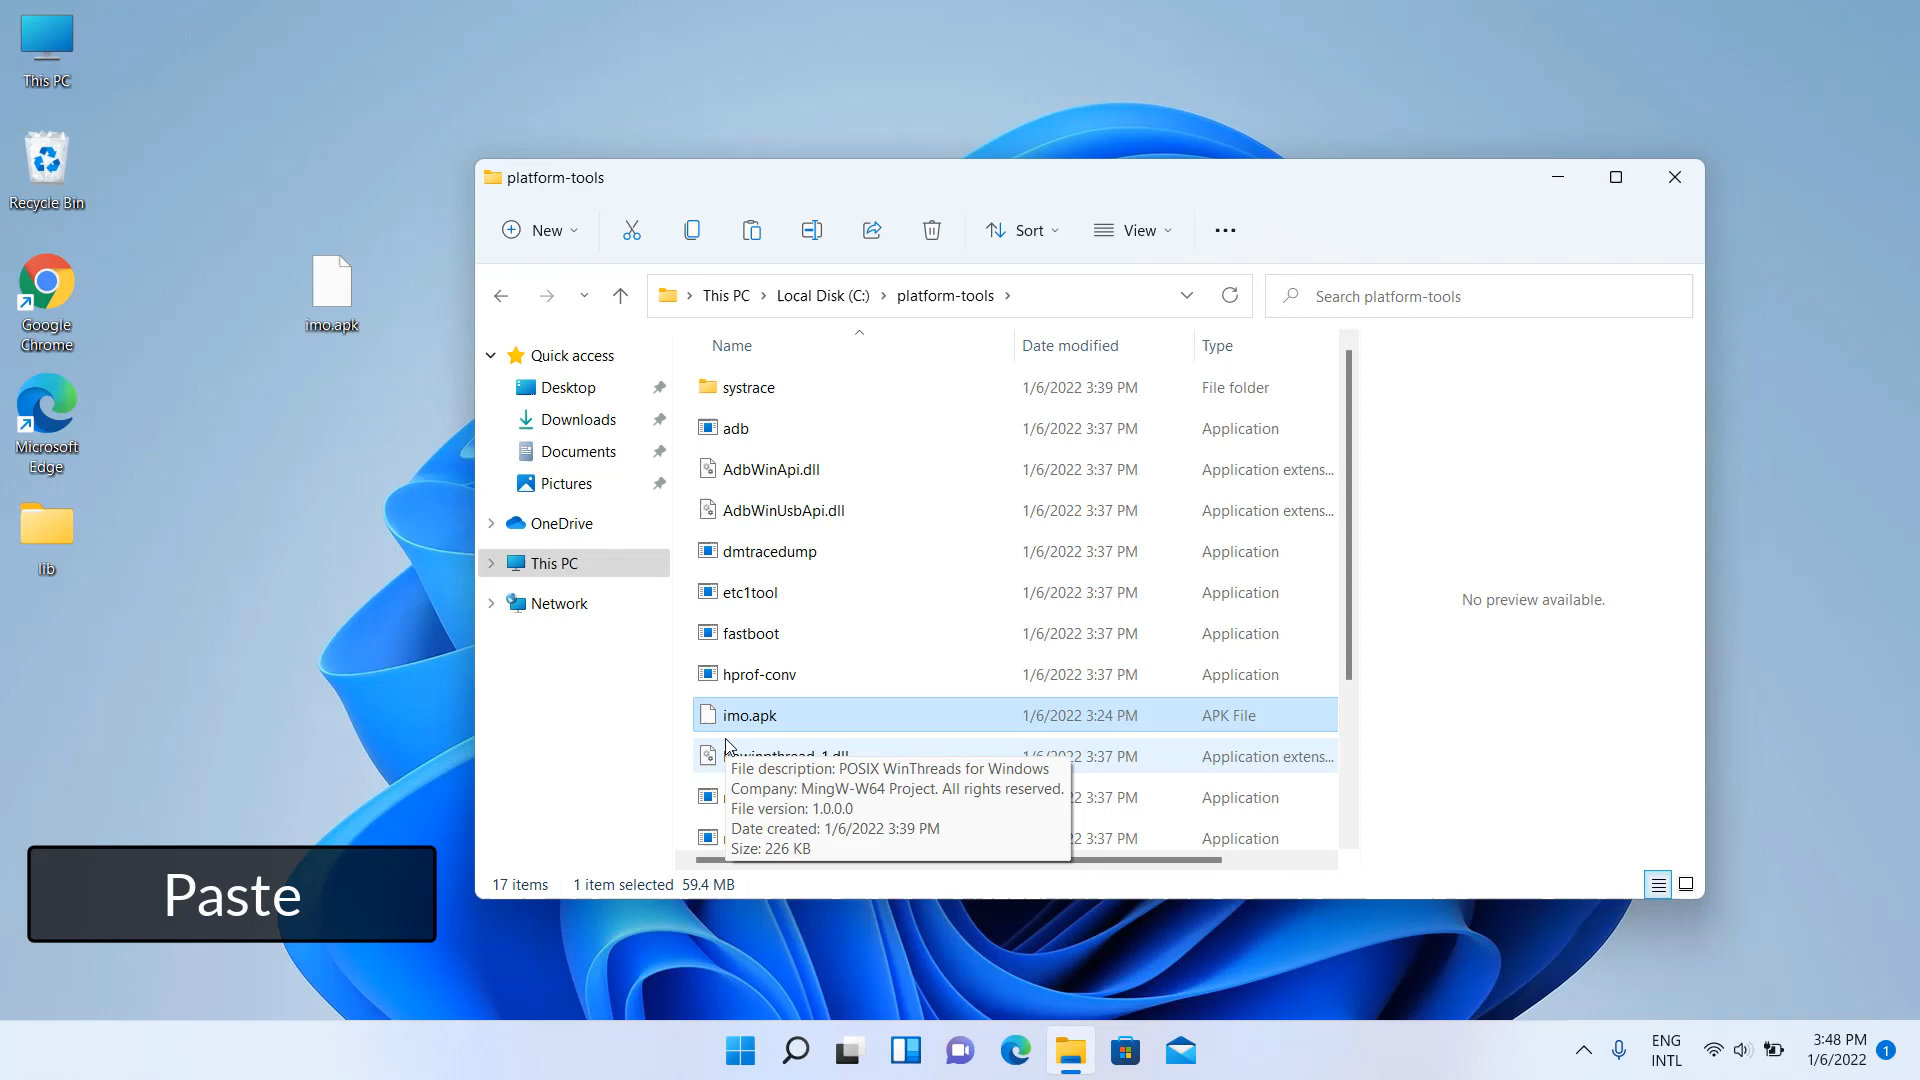 This PC
Recycle Bin
Google
Chrome
imo.apk
Microsoft
Edge
lib
Paste
platform-tools
New
Sort
View
This PC
Local Disk (C:)
platform-tools
Search platform-tools
Quick access
Desktop
Downloads
Documents
Pictures
OneDrive
This PC
Network
Name
Date modified
Type
systrace 1/6/2022 3:39 PM File folder
adb 1/6/2022 3:37 PM Application
AdbWinApi.dll 1/6/2022 3:37 PM Application extens...
AdbWinUsbApi.dll 1/6/2022 3:37 PM Application extens...
dmtracedump 1/6/2022 3:37 PM Application
etc1tool 1/6/2022 3:37 PM Application
fastboot 1/6/2022 3:37 PM Application
hprof-conv 1/6/2022 3:37 PM Application
imo.apk 1/6/2022 3:24 PM APK File
1/6/2022 3:37 PM Application extens...
3:37 PM Application
3:37 PM Application
File description: POSIX WinThreads for Windows
Company: MingW-W64 Project. All rights reserved.
File version: 1.0.0.0
Date created: 1/6/2022 3:39 PM
Size: 226 KB
No preview available.
17 items
1 item selected 59.4 MB
ENG
INTL
3:48 PM
1/6/2022
1